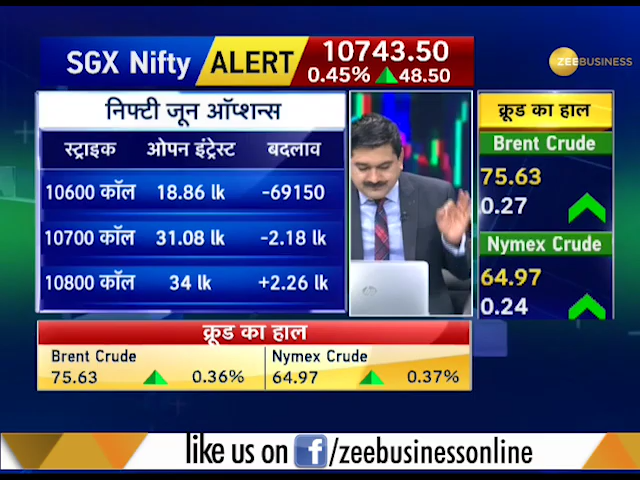 SGX Nifty ALERT 10743.50
0.45% 48.50
ZEEBUSINESS
निफ्टी जून ऑप्शन्स
स्ट्राइक ओपन इंट्रेस्ट बदलाव
10600 कॉल 18.86 lk -69150
10700 कॉल 31.08 lk -2.18 lk
10800 कॉल 34 lk +2.26 lk
क्रूड का हाल
Brent Crude
75.63
0.27
Nymex Crude
64.97
0.24
क्रूड का हाल
Brent Crude Nymex Crude
75.63 0.36% 64.97 0.37%
like us on f/zeebusinessonline